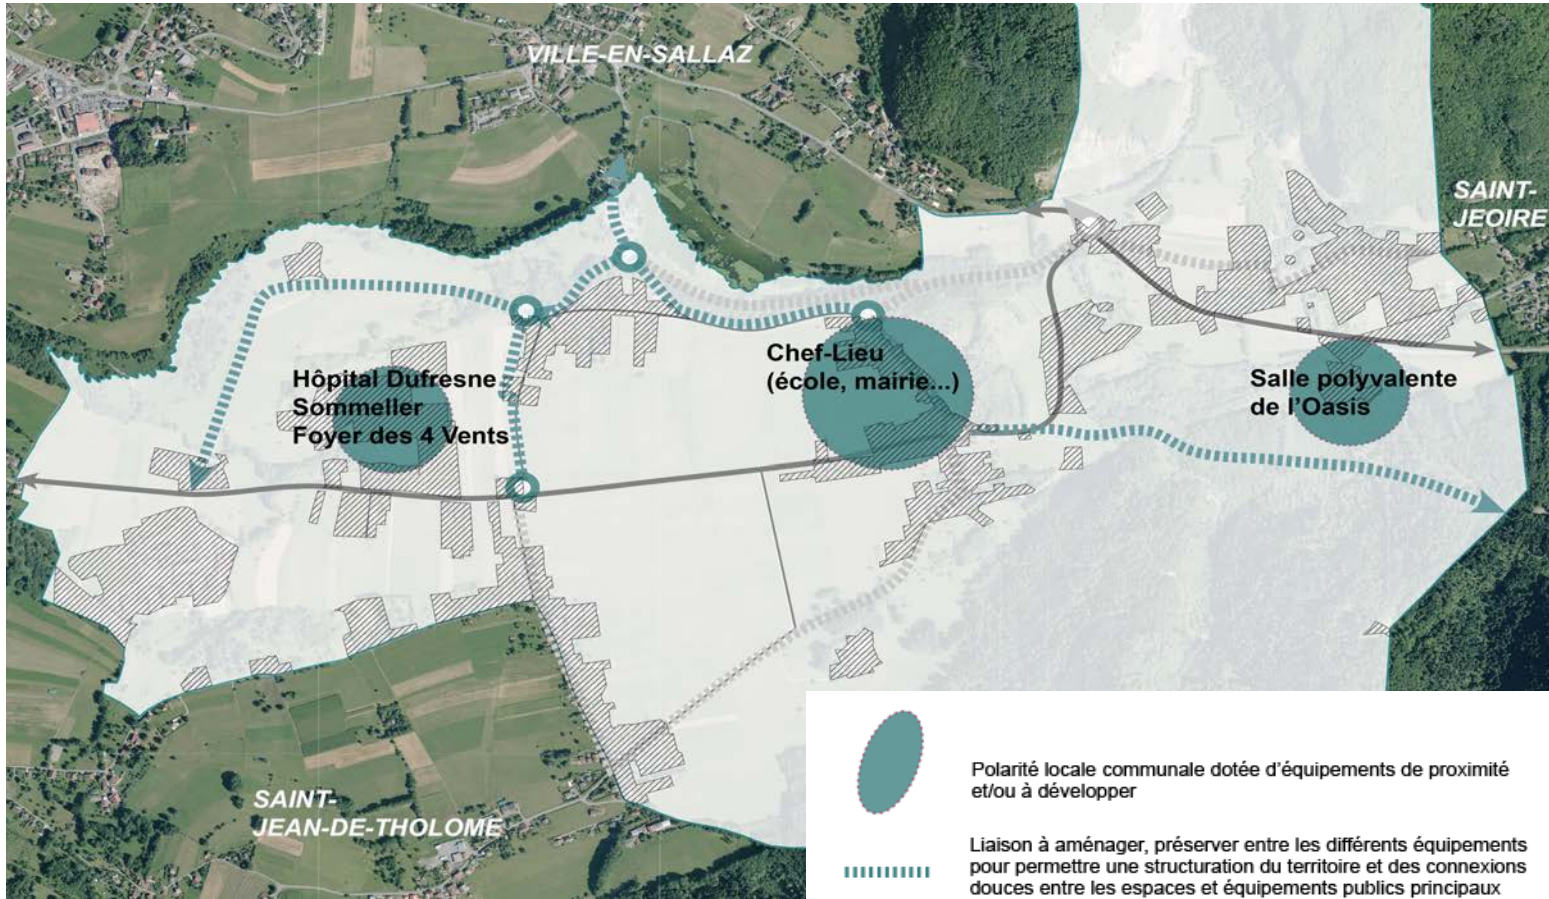 VILLE-EN-SALLAZ
SAINT-
JEOIRE
Chef-Lieu
(école, mairie...)
Hôpital Dufresne
Sommeller
Foyer des 4 Vents
Salle polyvalente
de l'Oasis
SAINT-
JEAN-DE-THOLOME
Polarité locale communale dotée d'équipements de proximité
et/ou à développer
Liaison à aménager, préserver entre les différents équipements
pour permettre une structuration du territoire et des connexions
douces entre les espaces et équipements publics principaux